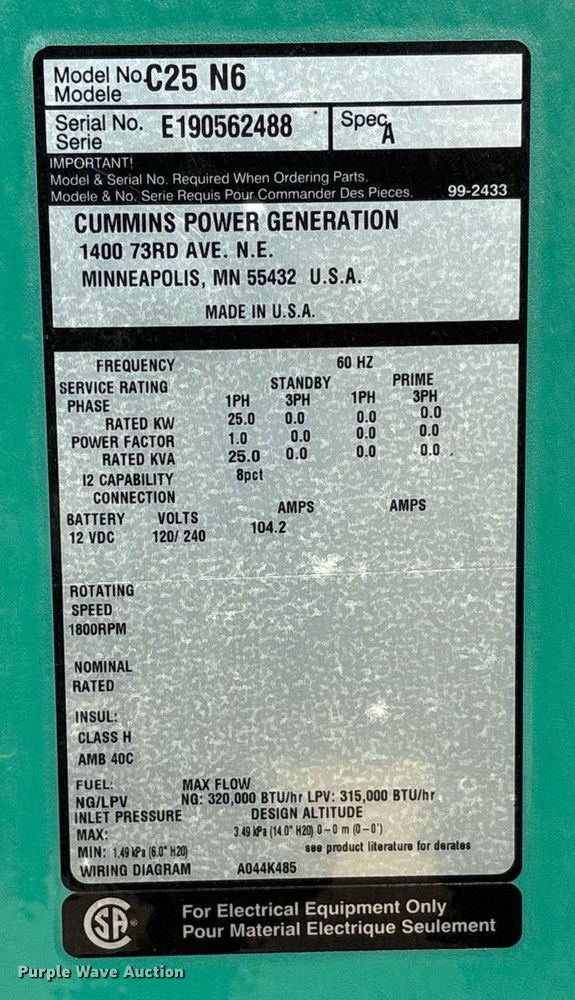 Model No. C25 N6
Modele
Serial No. E190562488
Serie
Spec A
IMPORTANT!
Model & Serial No. Required When Ordering Parts.
Modele & No. Serie Requis Pour Commander Des Pieces. 99-2433
CUMMINS POWER GENERATION
1400 73RD AVE. N.E.
MINNEAPOLIS, MN 55432 U.S.A.
MADE IN U.S.A.
FREQUENCY 60 HZ
SERVICE RATING STANDBY PRIME
PHASE 1PH 3PH 1PH 3PH
RATED KW 25.0 0.0 0.0 0.0
POWER FACTOR 1.0 0.0 0.0 0.0
RATED KVA 25.0 0.0 0.0 0.0
I2 CAPABILITY 8pct
CONNECTION
BATTERY VOLTS AMPS AMPS
12 VDC 120/ 240 104.2
ROTATING
SPEED
1800RPM
NOMINAL
RATED
INSUL:
CLASS H
AMB 40C
FUEL: MAX FLOW
NG/LPV NG: 320,000 BTU/hr LPV: 315,000 BTU/hr
INLET PRESSURE DESIGN ALTITUDE
MAX: 3.49 kPa (14.0" H2O) 0-0 m (0-0')
MIN: 1.49 kPa (6.0" H2O) see product literature for derates
WIRING DIAGRAM A044K485
SA ®
For Electrical Equipment Only
Pour Material Electrique Seulement
Purple Wave Auction